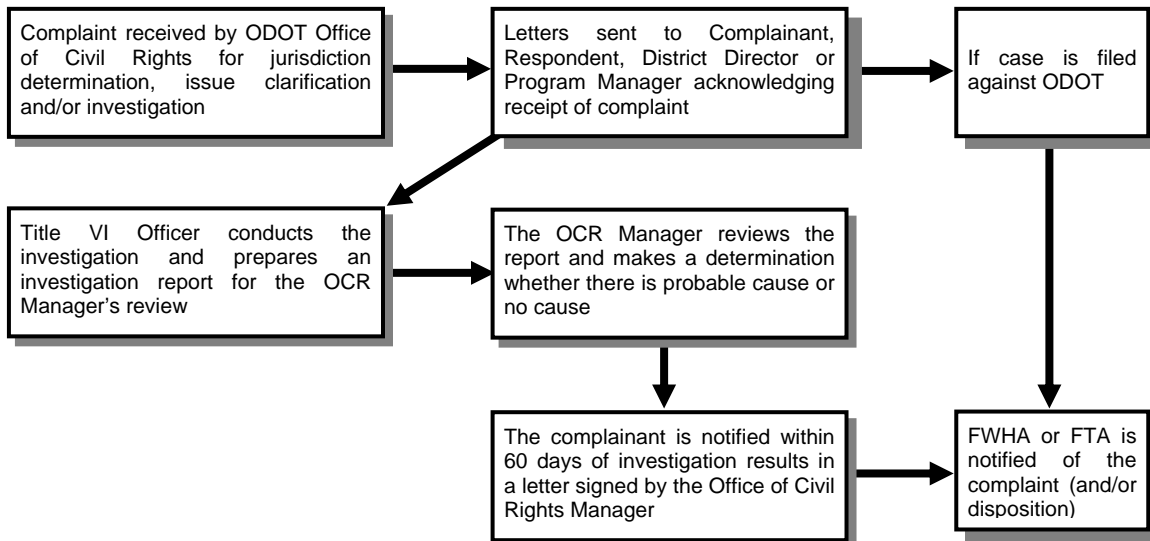 Complaint received by ODOT Office
of Civil Rights for jurisdiction
determination, issue clarification
and/or investigation
Letters sent to Complainant,
Respondent, District Director or
Program Manager acknowledging
receipt of complaint
If case is filed
against ODOT
Title VI Officer conducts the
investigation and prepares an
investigation report for the OCR
Manager's review
The OCR Manager reviews the
report and makes a determination
whether there is probable cause or
no cause
The complainant is notified within
60 days of investigation results in
a letter signed by the Office of Civil
Rights Manager
FWHA or FTA is
notified of the
complaint (and/or
disposition)